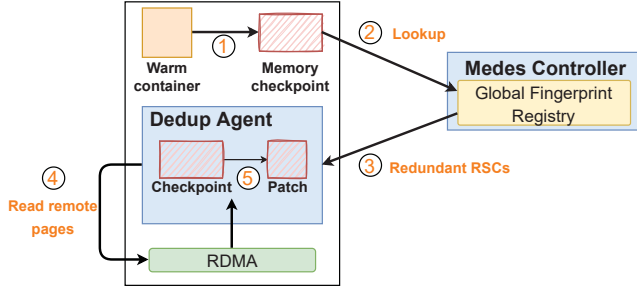 ①
② Lookup
Warm
container
Memory
checkpoint
Medes Controller
Global Fingerprint
Registry
Dedup Agent
Checkpoint
⑤
Patch
③ Redundant RSCs
④
Read remote
pages
RDMA